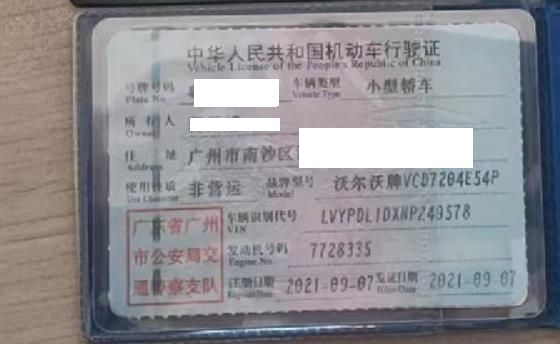 中华人民共和国机动车行驶证
Vehicle License of the People's Republic of China
号牌号码 车辆类型 小型轿车
Plate No. Vehicle Type
所有人
Owner
住址 广州市南沙区
Address
使用性质 非营运 品牌型号 沃尔沃牌VCD7204E54P
Use Character Model
广东省广州
市公安局交
通警察支队
车辆识别代号 LVYPDL1DXNP249578
VIN
发动机号码 7728335
Engine No.
注册日期 2021-09-07 发证日期 2021-09-07
Register Date Issue Date